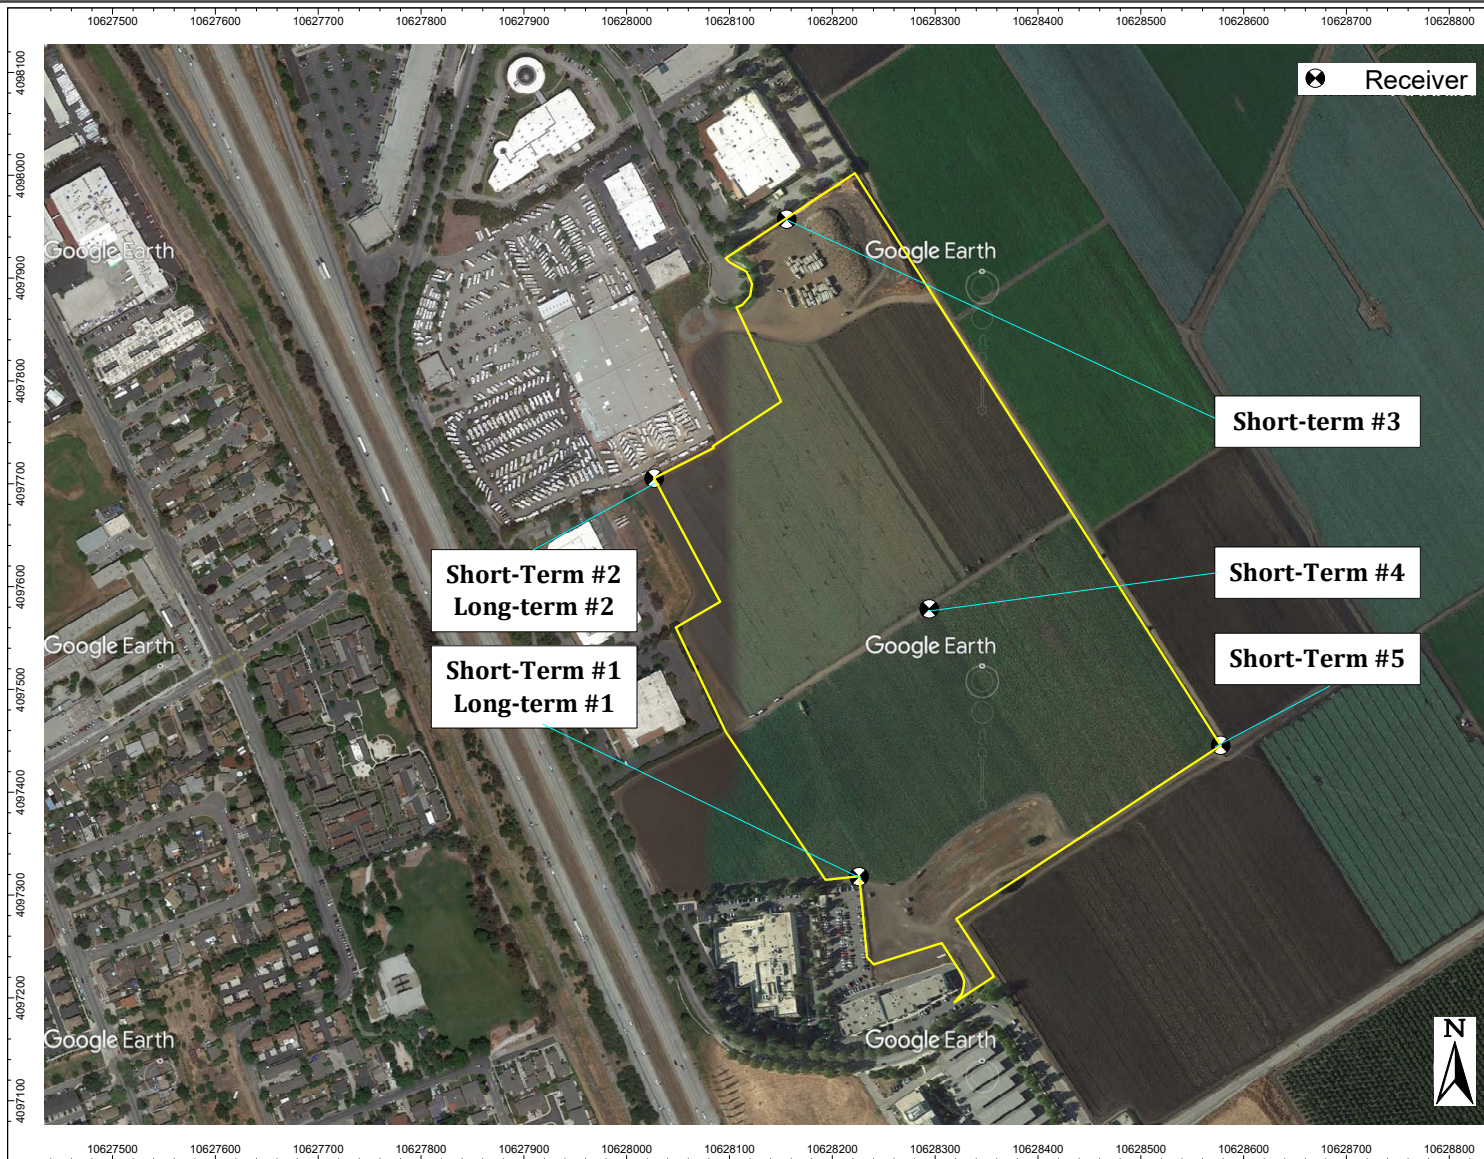 10627500 10627600 10627700 10627800 10627900 10628000 10628100 10628200 10628300 10628400 10628500 10628600 10628700 10628800
4098100
4098000
4097900
4097800
4097700
4097600
4097500
4097400
4097300
4097200
4097100
Receiver
Google Earth
Google Earth
Short-term #3
Short-Term #2
Long-term #2
Short-Term #4
Google Earth
Google Earth
Short-Term #1
Long-term #1
Short-Term #5
Google Earth
Google Earth
N
10627500 10627600 10627700 10627800 10627900 10628000 10628100 10628200 10628300 10628400 10628500 10628600 10628700 10628800